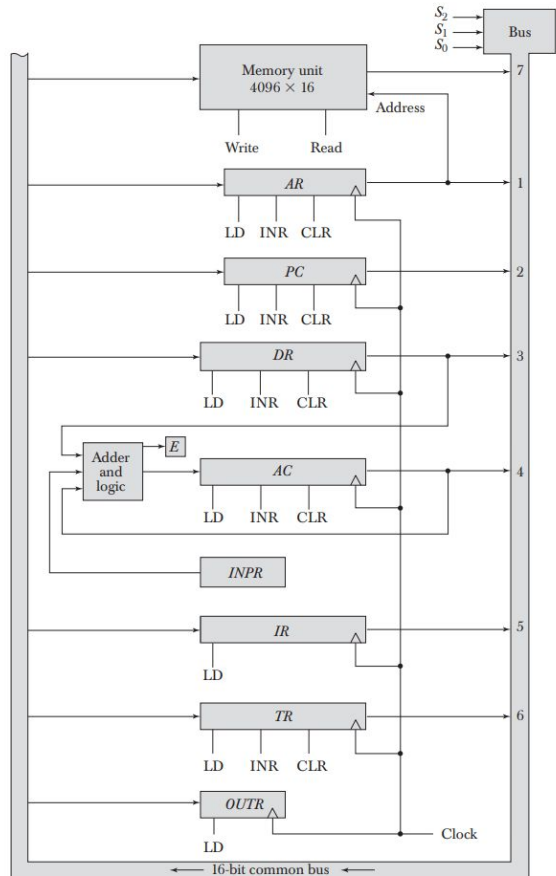 S2
S1
S0
Bus
Memory unit
4096 × 16
7
Address
Write Read
AR
1
LD INR CLR
PC
2
LD INR CLR
DR
3
LD INR CLR
E
Adder
and
logic
AC
4
LD INR CLR
INPR
IR
5
LD
TR
6
LD INR CLR
OUTR
LD
Clock
16-bit common bus